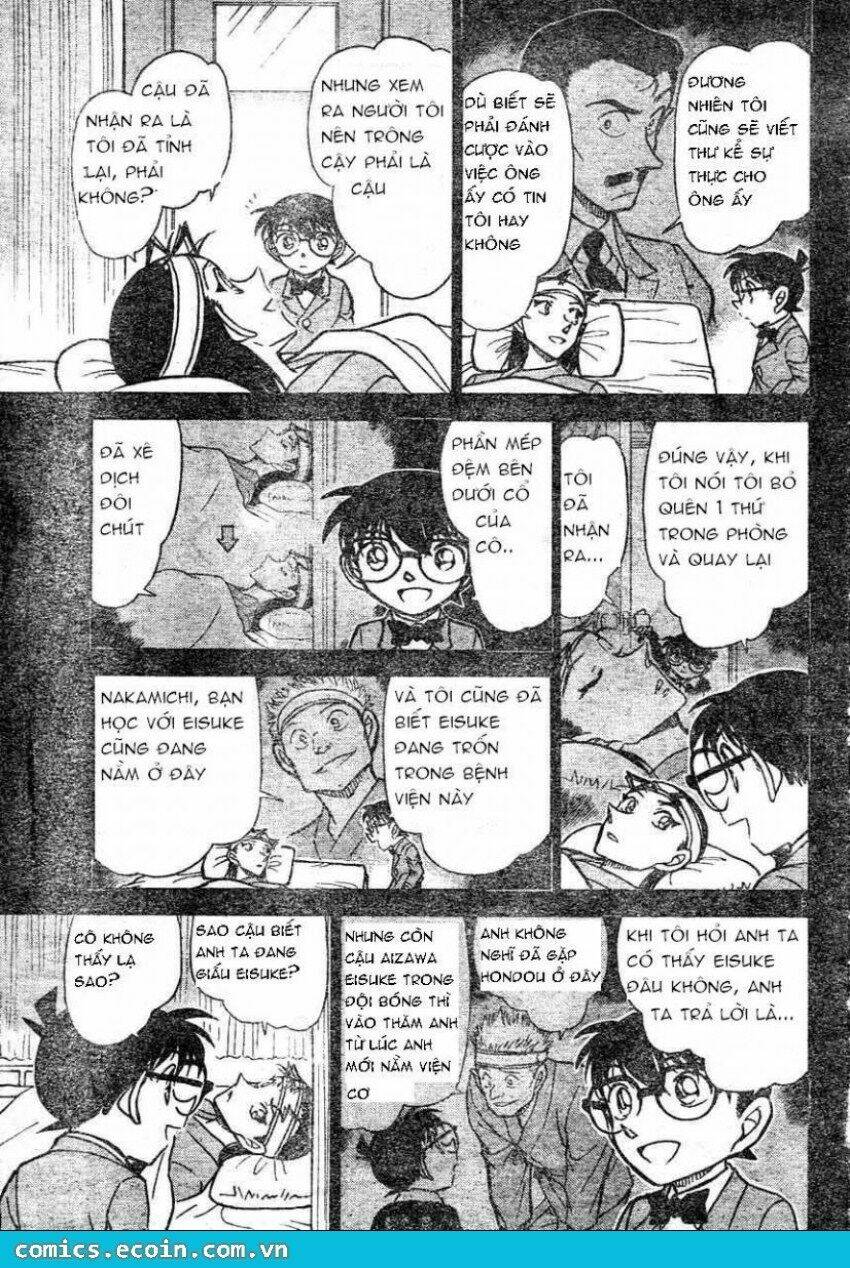 ĐƯƠNG
NHIÊN TÔI
CŨNG SẼ VIẾT
THƯ KỂ SỰ
THỰC CHO
ÔNG ẤY
DÙ BIẾT SẼ
PHẢI ĐÁNH
CƯỢC VÀO
VIỆC ÔNG
ẤY CÓ TIN
TÔI HAY
KHÔNG
NHƯNG XEM
RA NGƯỜI TÔI
NÊN TRÔNG
CẬY PHẢI LÀ
CẬU
CẬU ĐÃ
NHẬN RA LÀ
TÔI ĐÃ TỈNH
LẠI, PHẢI
KHÔNG?
ĐÚNG VẬY, KHI
TÔI NÓI TÔI BỎ
QUÊN 1 THỨ
TRONG PHÒNG
VÀ QUAY LẠI
TÔI
ĐÃ
NHẬN
RA...
PHẦN MÉP
ĐỆM BÊN
DƯỚI CỔ
CỦA
CÔ..
ĐÃ XÊ
DỊCH
ĐÔI
CHÚT
VÀ TÔI CŨNG ĐÃ
BIẾT EISUKE
ĐANG TRỐN
TRONG BỆNH
VIỆN NÀY
NAKAMICHI, BẠN
HỌC VỚI EISUKE
CŨNG ĐANG
NẰM Ở ĐÂY
KHI TÔI HỎI ANH TA
CÓ THẤY EISUKE
ĐÂU KHÔNG, ANH
TA TRẢ LỜI LÀ...
ANH KHÔNG
NGHĨ ĐÃ GẶP
HONDOU Ở ĐÂY
NHƯNG CÒN
CẬU AIZAWA
EISUKE TRONG
ĐỘI BÓNG THÌ
VÀO THĂM ANH
TỪ LÚC ANH
MỚI NẰM VIỆN
CƠ
SAO CẬU BIẾT
ANH TA ĐANG
GIẤU EISUKE?
CÔ KHÔNG
THẤY LẠ
SAO?
comics.ecoin.com.vn